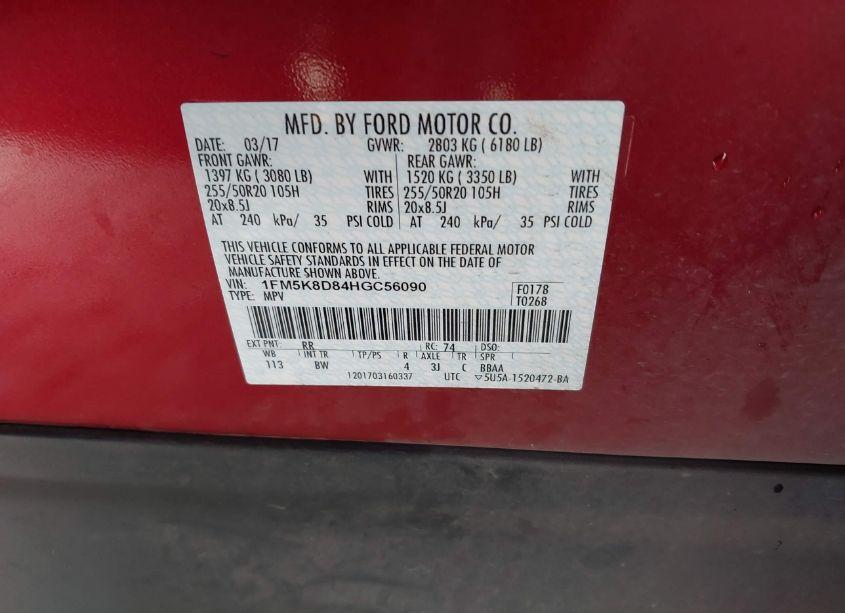 MFD. BY FORD MOTOR CO.
DATE: 03/17 GVWR: 2803 KG ( 6180 LB)
FRONT GAWR: REAR GAWR:
1397 KG ( 3080 LB) WITH 1520 KG ( 3350 LB) WITH
255/50R20 105H TIRES 255/50R20 105H TIRES
20x8.5J RIMS 20x8.5J RIMS
AT 240 kPa/ 35 PSI COLD AT 240 kPa/ 35 PSI COLD
THIS VEHICLE CONFORMS TO ALL APPLICABLE FEDERAL MOTOR
VEHICLE SAFETY STANDARDS IN EFFECT ON THE DATE OF
MANUFACTURE SHOWN ABOVE.
VIN: 1FM5K8D84HGC56090 F0178
TYPE: MPV T0268
EXT PNT: RR RC: 74 DSO:
WB INT TR TP/PS R AXLE TR SPR
113 BW 4 3J C BBAA
1201703160337 UTC ▽5U5A-1520472-BA